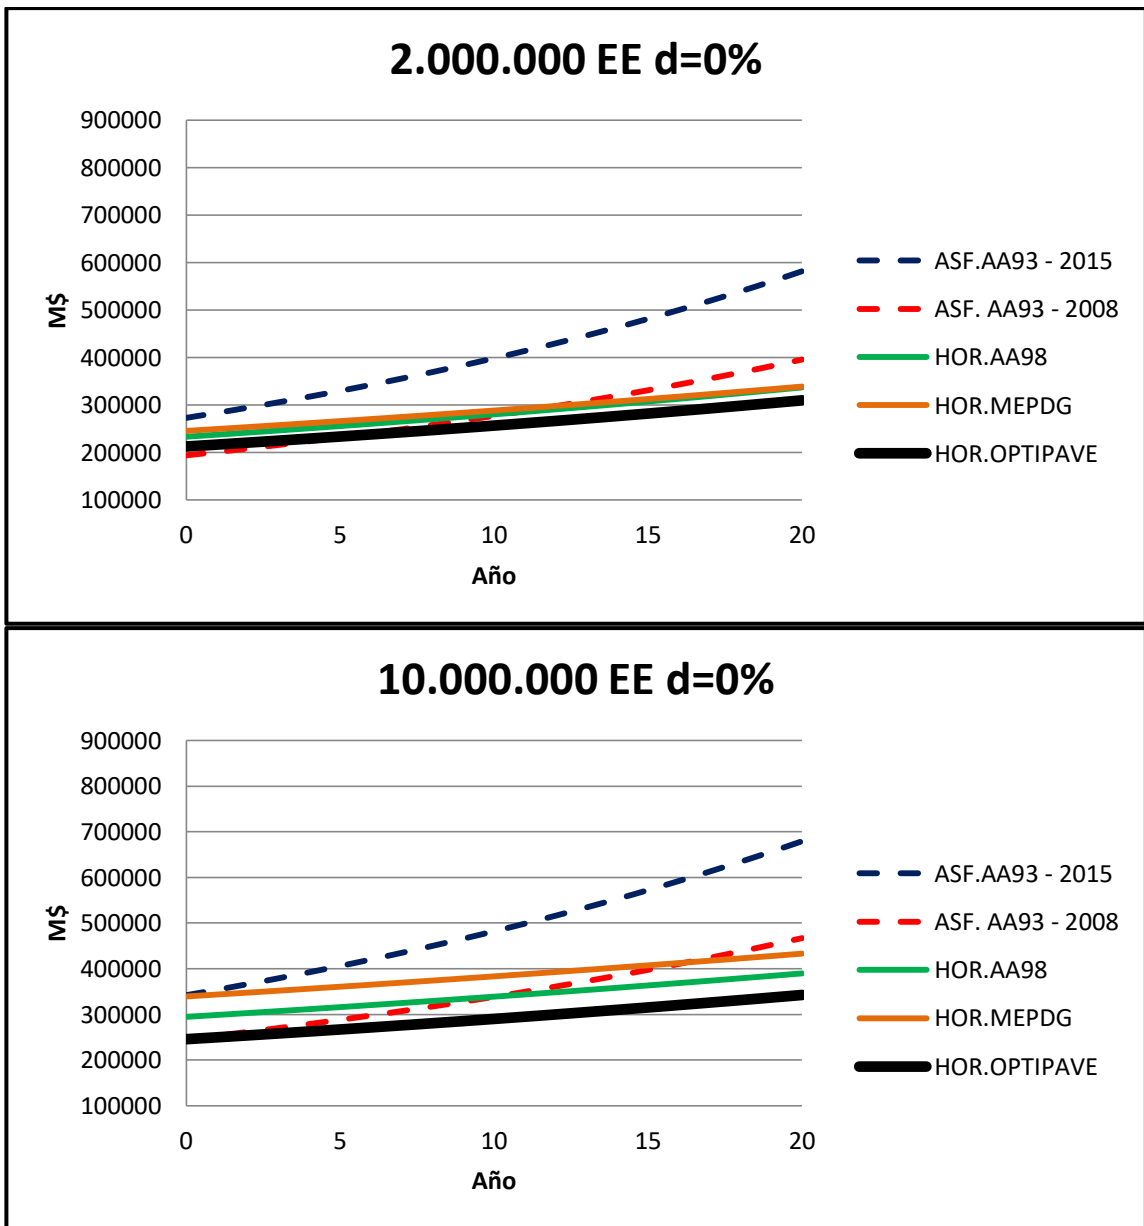 2.000.000 EE d=0%
900000
800000
700000
600000
500000
400000
300000
200000
100000
M$
0 5 10 15 20
Año
ASF.AA93 - 2015
ASF. AA93 - 2008
HOR.AA98
HOR.MEPDG
HOR.OPTIPAVE
10.000.000 EE d=0%
900000
800000
700000
600000
500000
400000
300000
200000
100000
M$
0 5 10 15 20
Año
ASF.AA93 - 2015
ASF. AA93 - 2008
HOR.AA98
HOR.MEPDG
HOR.OPTIPAVE